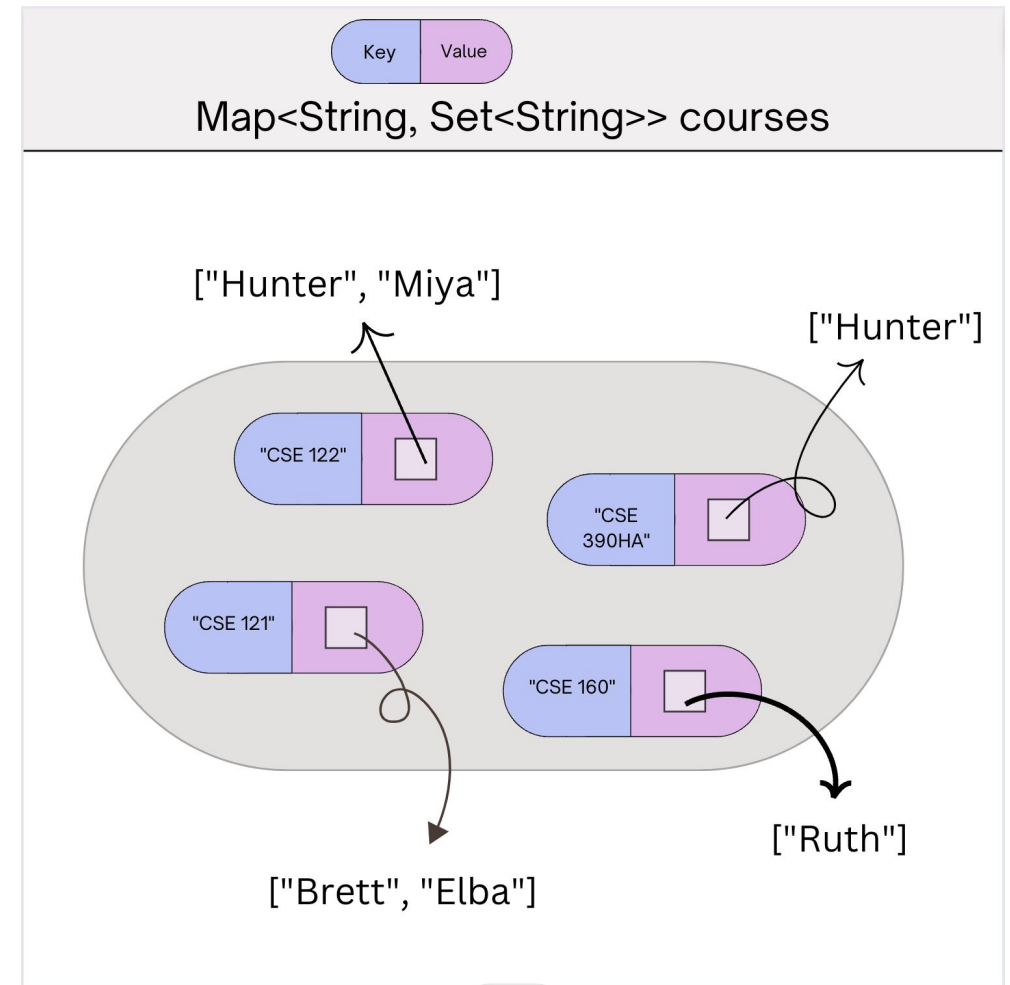 Key Value
Map<String, Set<String>> courses
["Hunter", "Miya"]
["Hunter"]
"CSE 122"
"CSE
390HA"
"CSE 121"
"CSE 160"
["Ruth"]
["Brett", "Elba"]